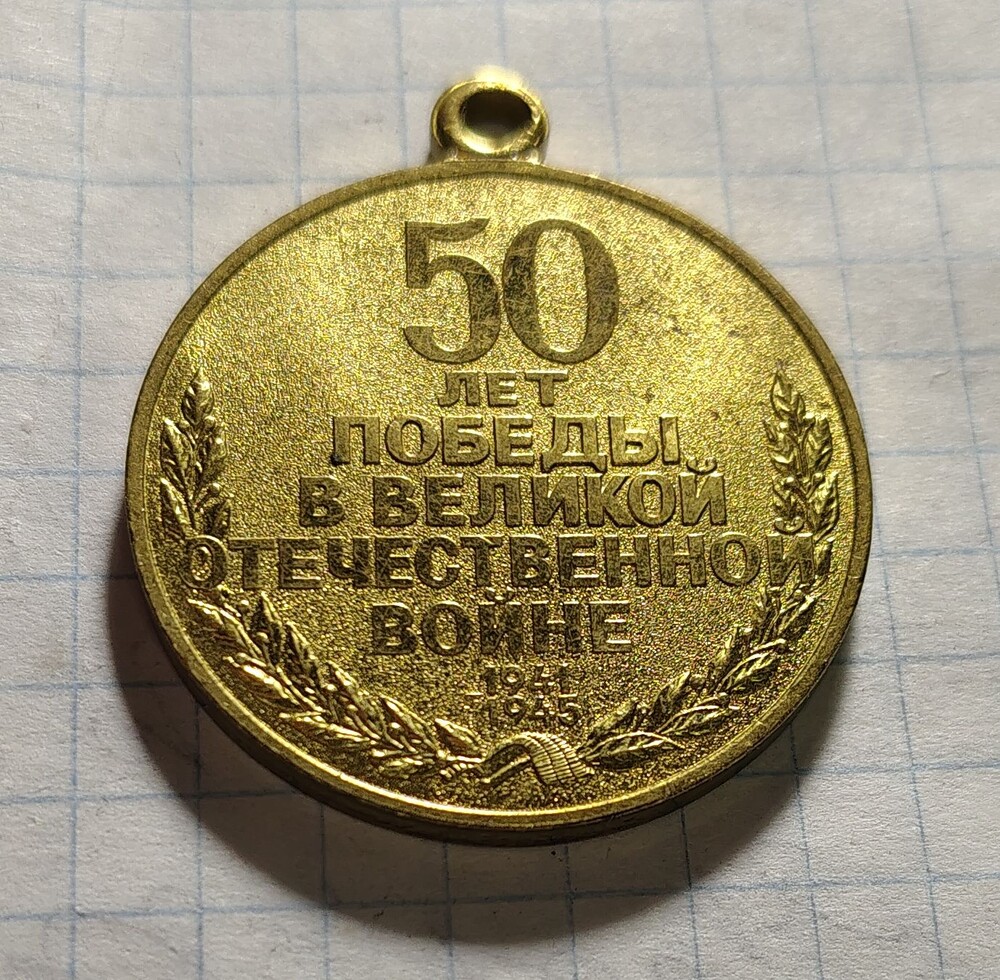 50
ЛЕТ
ПОБЕДЫ
В ВЕЛИКОЙ
ОТЕЧЕСТВЕННОЙ
ВОЙНЕ
1941
-1945